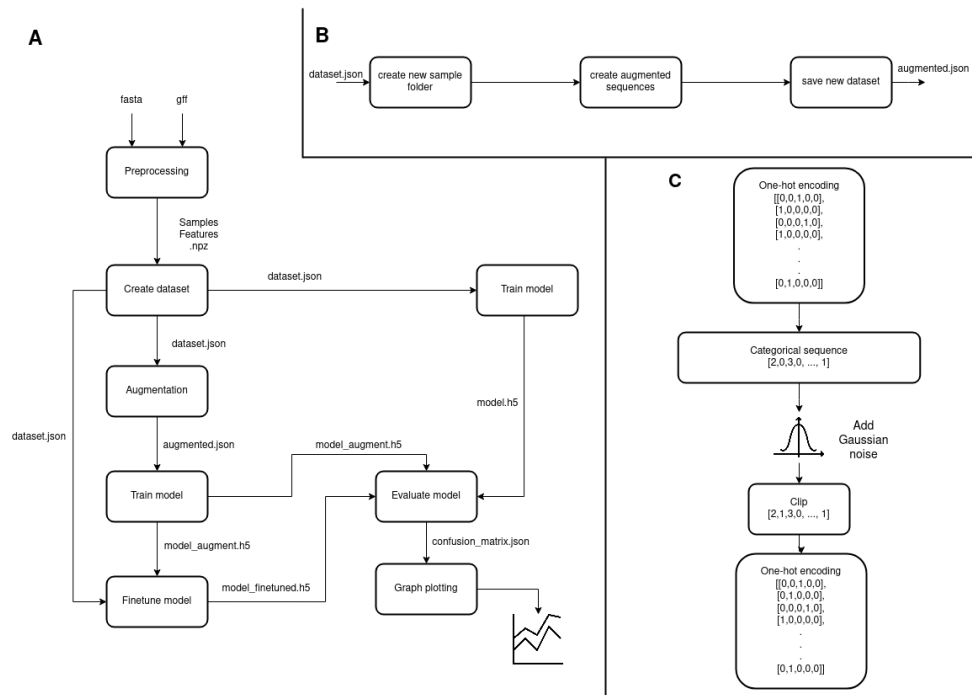 A
fasta
gff
Preprocessing
Samples
Features
.npz
Create dataset
dataset.json
Train model
dataset.json
Augmentation
dataset.json
model.h5
augmented.json
model_augment.h5
Train model
Evaluate model
model_augment.h5
confusion_matrix.json
Finetune model
model_finetuned.h5
Graph plotting
B
dataset.json
create new sample
folder
create augmented
sequences
save new dataset
augmented.json
C
One-hot encoding
[[0,0,1,0,0],
[1,0,0,0,0],
[0,0,0,1,0],
[1,0,0,0,0],
.
.
.
[0,1,0,0,0]]
Categorical sequence
[2,0,3,0, ..., 1]
Add
Gaussian
noise
Clip
[2,1,3,0, ..., 1]
One-hot encoding
[[0,0,1,0,0],
[0,1,0,0,0],
[0,0,0,1,0],
[1,0,0,0,0],
.
.
.
[0,1,0,0,0]]